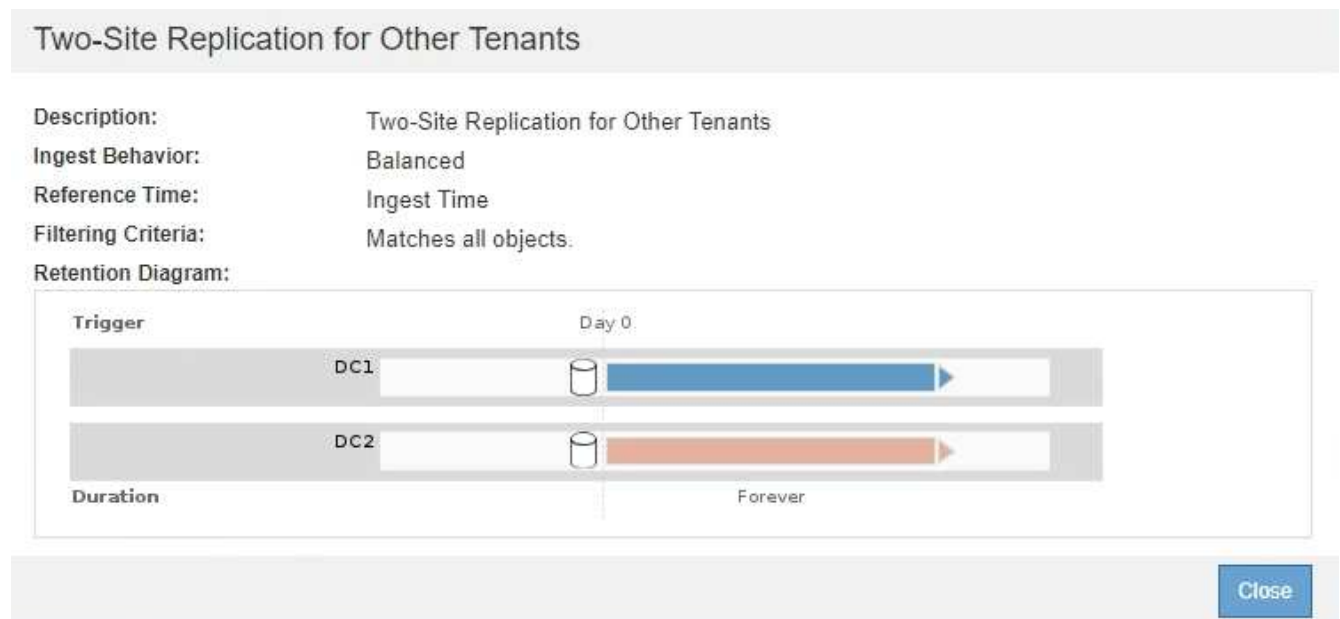 Two-Site Replication for Other Tenants
Description: Two-Site Replication for Other Tenants
Ingest Behavior: Balanced
Reference Time: Ingest Time
Filtering Criteria: Matches all objects.
Retention Diagram:
Trigger Day 0
DC1
DC2
Duration Forever
Close